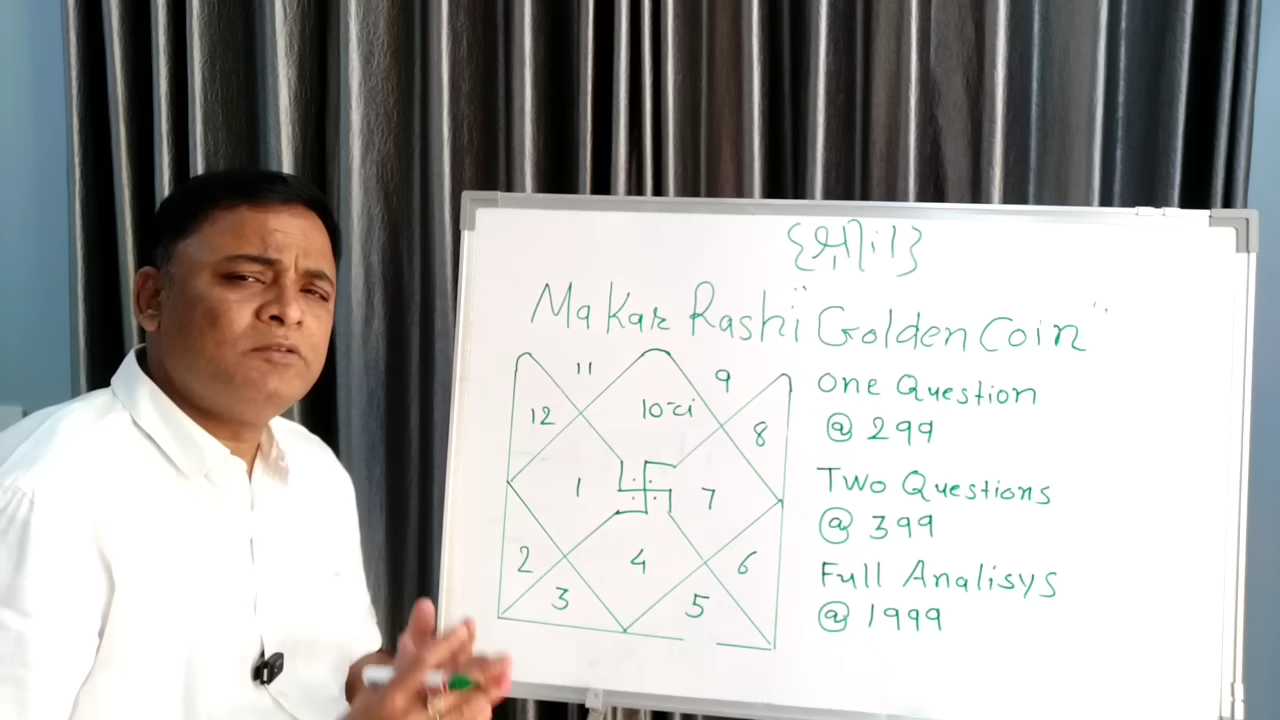 {श्रीः।}
Makar Rashi "Golden Coin"
11
9
12
10-ci
8
1
7
2
4
6
3
5
One Question
@ 299
Two Questions
@ 399
Full Analisys
@ 1999